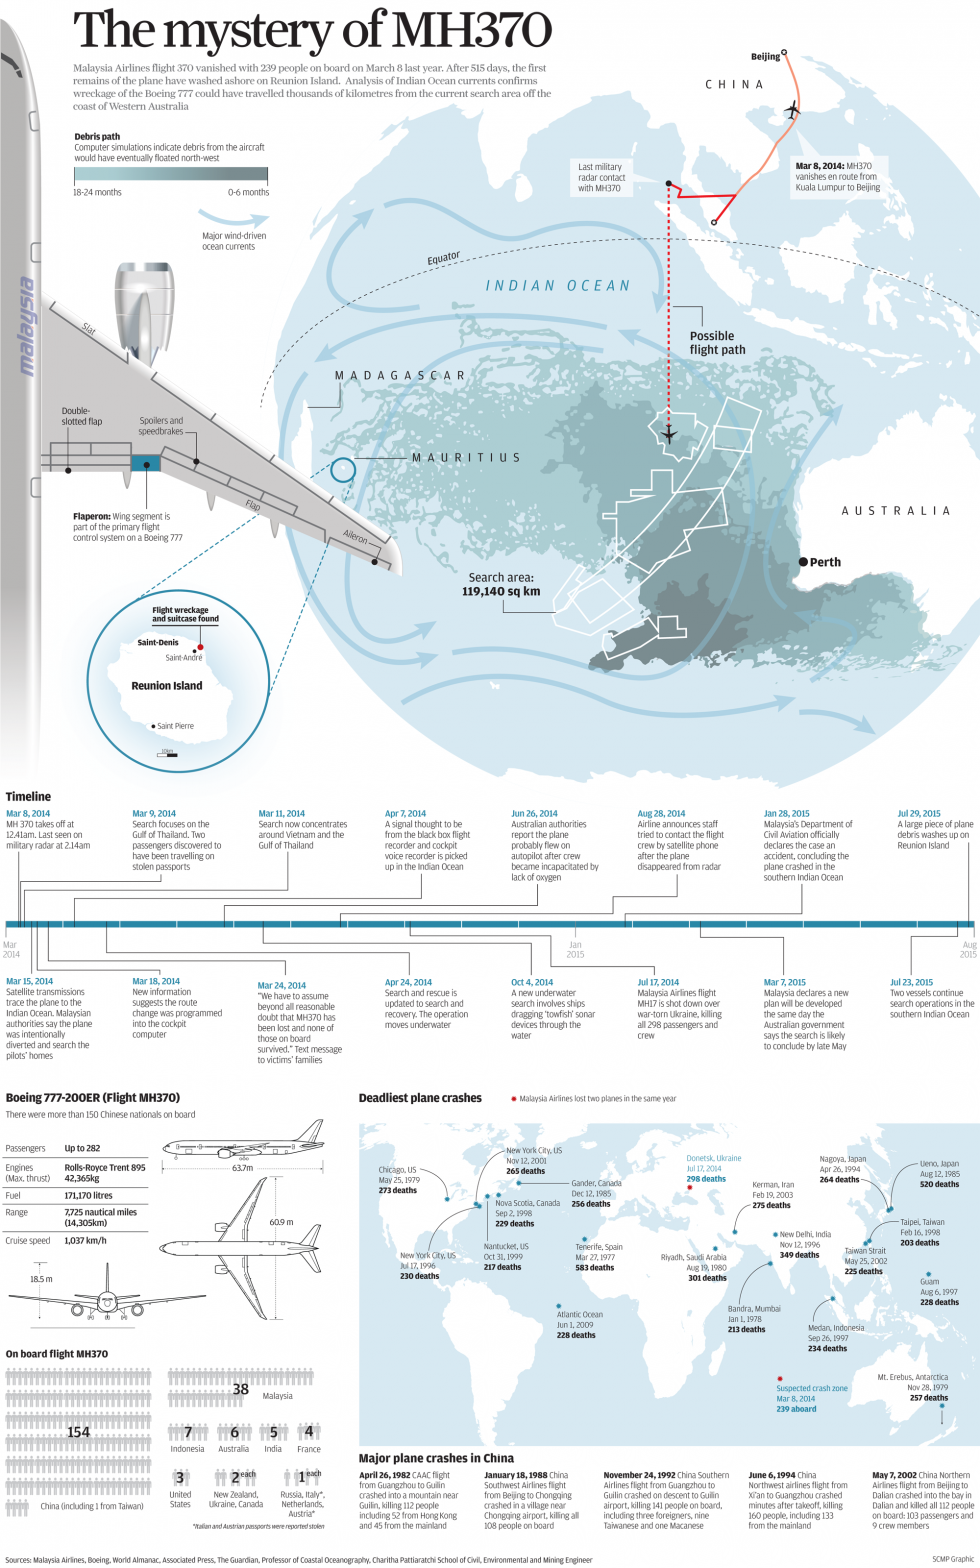 The mystery of MH370
Malaysia Airlines flight 370 vanished with 239 people on board on March 8 last year. After 515 days, the first
remains of the plane have washed ashore on Reunion Island. Analysis of Indian Ocean currents confirms
wreckage of the Boeing 777 could have travelled thousands of kilometres from the current search area off the
coast of Western Australia
Debris path
Computer simulations indicate debris from the aircraft
would have eventually floated north-west
18-24 months
0-6 months
Major wind-driven
ocean currents
Beijing
CHINA
Last military
radar contact
with MH370
Mar 8, 2014: MH370
vanishes en route from
Kuala Lumpur to Beijing
Equator
INDIAN OCEAN
Possible
flight path
MADAGASCAR
MAURITIUS
AUSTRALIA
Perth
Search area:
119,140 sq km
malaysia
Slat
Double-
slotted flap
Spoilers and
speedbrakes
Flap
Aileron
Flaperon: Wing segment is
part of the primary flight
control system on a Boeing 777
Flight wreckage
and suitcase found
Saint-Denis
Saint-André
Reunion Island
Saint Pierre
10km
Timeline
Mar 8, 2014
MH 370 takes off at
12.41am. Last seen on
military radar at 2.14am
Mar 9, 2014
Search focuses on the
Gulf of Thailand. Two
passengers discovered to
have been travelling on
stolen passports
Mar 11, 2014
Search now concentrates
around Vietnam and the
Gulf of Thailand
Apr 7, 2014
A signal thought to be
from the black box flight
recorder and cockpit
voice recorder is picked
up in the Indian Ocean
Jun 26, 2014
Australian authorities
report the plane
probably flew on
autopilot after crew
became incapacitated by
lack of oxygen
Aug 28, 2014
Airline announces staff
tried to contact the flight
crew by satellite phone
after the plane
disappeared from radar
Jan 28, 2015
Malaysia's Department of
Civil Aviation officially
declares the case an
accident, concluding the
plane crashed in the
southern Indian Ocean
Jul 29, 2015
A large piece of plane
debris washes up on
Reunion Island
Mar
2014
Jan
2015
Aug
2015
Mar 15, 2014
Satellite transmissions
trace the plane to the
Indian Ocean. Malaysian
authorities say the plane
was intentionally
diverted and search the
pilots' homes
Mar 18, 2014
New information
suggests the route
change was programmed
into the cockpit
computer
Mar 24, 2014
"We have to assume
beyond all reasonable
doubt that MH370 has
been lost and none of
those on board
survived." Text message
to victims' families
Apr 24, 2014
Search and rescue is
updated to search and
recovery. The operation
moves underwater
Oct 4, 2014
A new underwater
search involves ships
dragging 'towfish' sonar
devices through the
water
Jul 17, 2014
Malaysia Airlines flight
MH17 is shot down over
war-torn Ukraine, killing
all 298 passengers and
crew
Mar 7, 2015
Malaysia declares a new
plan will be developed
the same day the
Australian government
says the search is likely
to conclude by late May
Jul 23, 2015
Two vessels continue
search operations in the
southern Indian Ocean
Boeing 777-200ER (Flight MH370)
There were more than 150 Chinese nationals on board
Passengers Up to 282
Engines Rolls-Royce Trent 895
(Max, thrust) 42,365kg
Fuel 171,170 litres
Range 7,725 nautical miles
(14,305km)
Cruise speed 1,037 km/h
63.7m
60.9 m
18.5 m
On board flight MH370
154
China (including 1 from Taiwan)
38
Malaysia
7
Indonesia
6
Australia
5
India
4
France
3
United
States
2 each
New Zealand,
Ukraine, Canada
1 each
Russia, Italy*,
Netherlands,
Austria*
*Italian and Austrian passports were reported stolen
Deadliest plane crashes
Malaysia Airlines lost two planes in the same year
Chicago, US
May 25, 1979
273 deaths
New York City, US
Nov 12, 2001
265 deaths
Gander, Canada
Dec 12, 1985
256 deaths
Nova Scotia, Canada
Sep 2, 1998
229 deaths
New York City, US
Jul 17, 1996
230 deaths
Nantucket, US
Oct 31, 1999
217 deaths
Tenerife, Spain
Mar 27, 1977
583 deaths
Atlantic Ocean
Jun 1, 2009
228 deaths
Donetsk, Ukraine
Jul 17, 2014
298 deaths
Kerman, Iran
Feb 19, 2003
275 deaths
Riyadh, Saudi Arabia
Aug 19, 1980
301 deaths
New Delhi, India
Nov 12, 1996
349 deaths
Bandra, Mumbai
Jan 1, 1978
213 deaths
Nagoya, Japan
Apr 26, 1994
264 deaths
Ueno, Japan
Aug 12, 1985
520 deaths
Taipei, Taiwan
Feb 16, 1998
203 deaths
Taiwan Strait
May 25, 2002
225 deaths
Guam
Aug 6, 1997
228 deaths
Medan, Indonesia
Sep 26, 1997
234 deaths
Suspected crash zone
Mar 8, 2014
239 aboard
Mt. Erebus, Antarctica
Nov 28, 1979
257 deaths
Major plane crashes in China
April 26, 1982 CAAC flight
from Guangzhou to Guilin
crashed into a mountain near
Guilin, killing 112 people
including 52 from Hong Kong
and 45 from the mainland
January 18, 1988 China
Southwest Airlines flight
from Beijing to Chongqing
crashed in a village near
Chongqing airport, killing all
108 people on board
November 24, 1992 China Southern
Airlines flight from Guangzhou to
Guilin crashed on descent to Guilin
airport, killing 141 people on board,
including three foreigners, nine
Taiwanese and one Macanese
June 6, 1994 China
Northwest airlines flight from
Xi'an to Guangzhou crashed
minutes after takeoff, killing
160 people, including 133
from the mainland
May 7, 2002 China Northern
Airlines flight from Beijing to
Dalian crashed into the bay in
Dalian and killed all 112 people
on board: 103 passengers and
9 crew members
Sources: Malaysia Airlines, Boeing, World Almanac, Associated Press, The Guardian, Professor of Coastal Oceanography, Charitha Pattiaratchi School of Civil, Environmental and Mining Engineer
SCMP Graphic